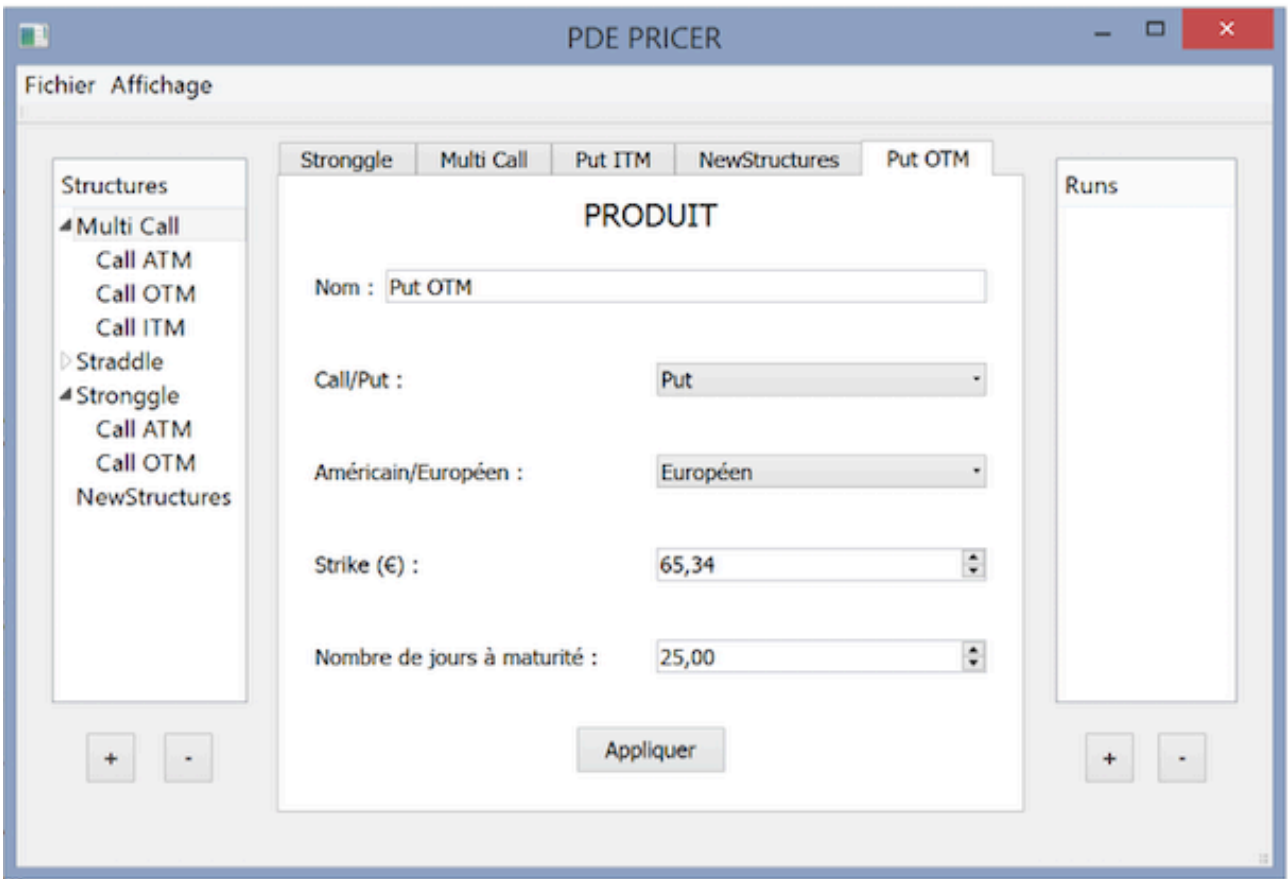 PDE PRICER
Fichier Affichage
Structures
Multi Call
Call ATM
Call OTM
Call ITM
Straddle
Stronggle
Call ATM
Call OTM
NewStructures
+ -
Stronggle Multi Call Put ITM NewStructures Put OTM
PRODUIT
Nom : Put OTM
Call/Put : Put
Américain/Européen : Européen
Strike (€) : 65,34
Nombre de jours à maturité : 25,00
Appliquer
Runs
+ -